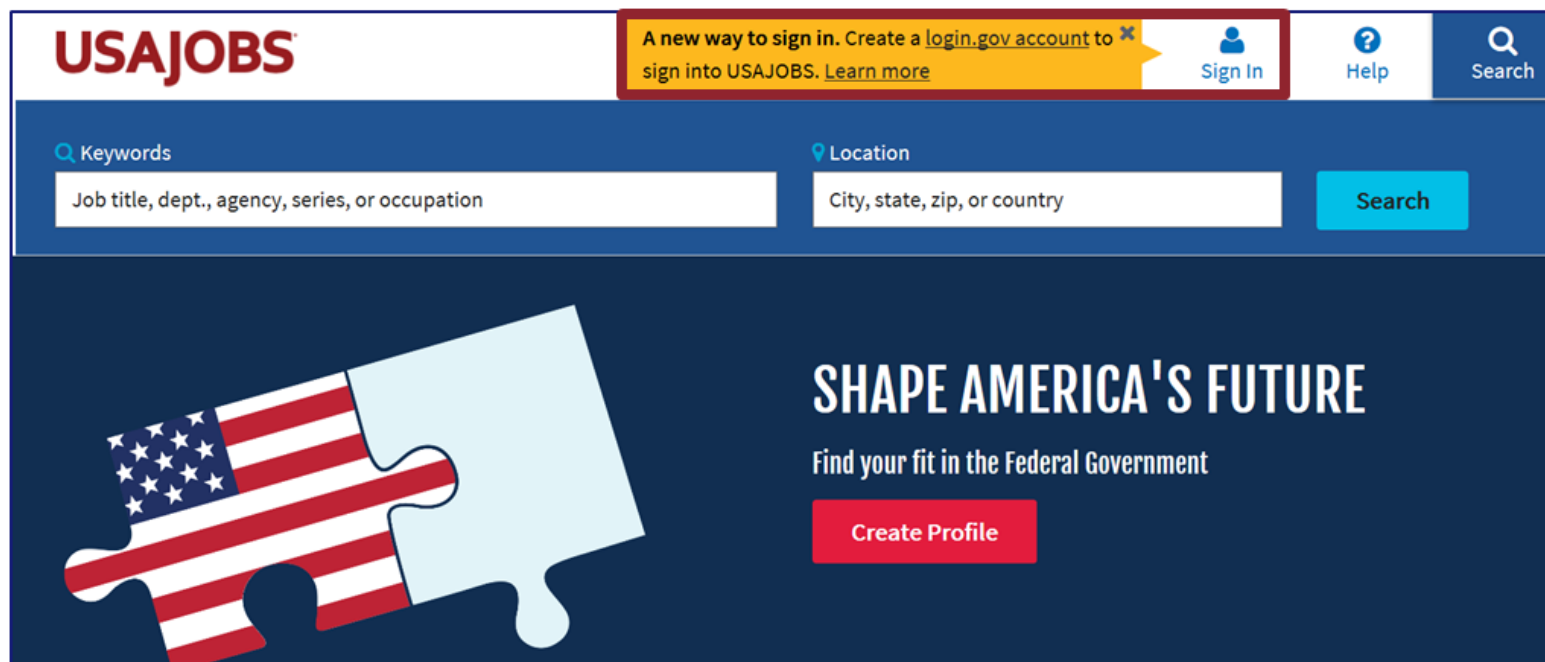 USAJOBS
A new way to sign in. Create a login.gov account to
sign into USAJOBS. Learn more
Sign In
Help
Search
Keywords
Location
Job title, dept., agency, series, or occupation
City, state, zip, or country
Search
SHAPE AMERICA'S FUTURE
Find your fit in the Federal Government
Create Profile